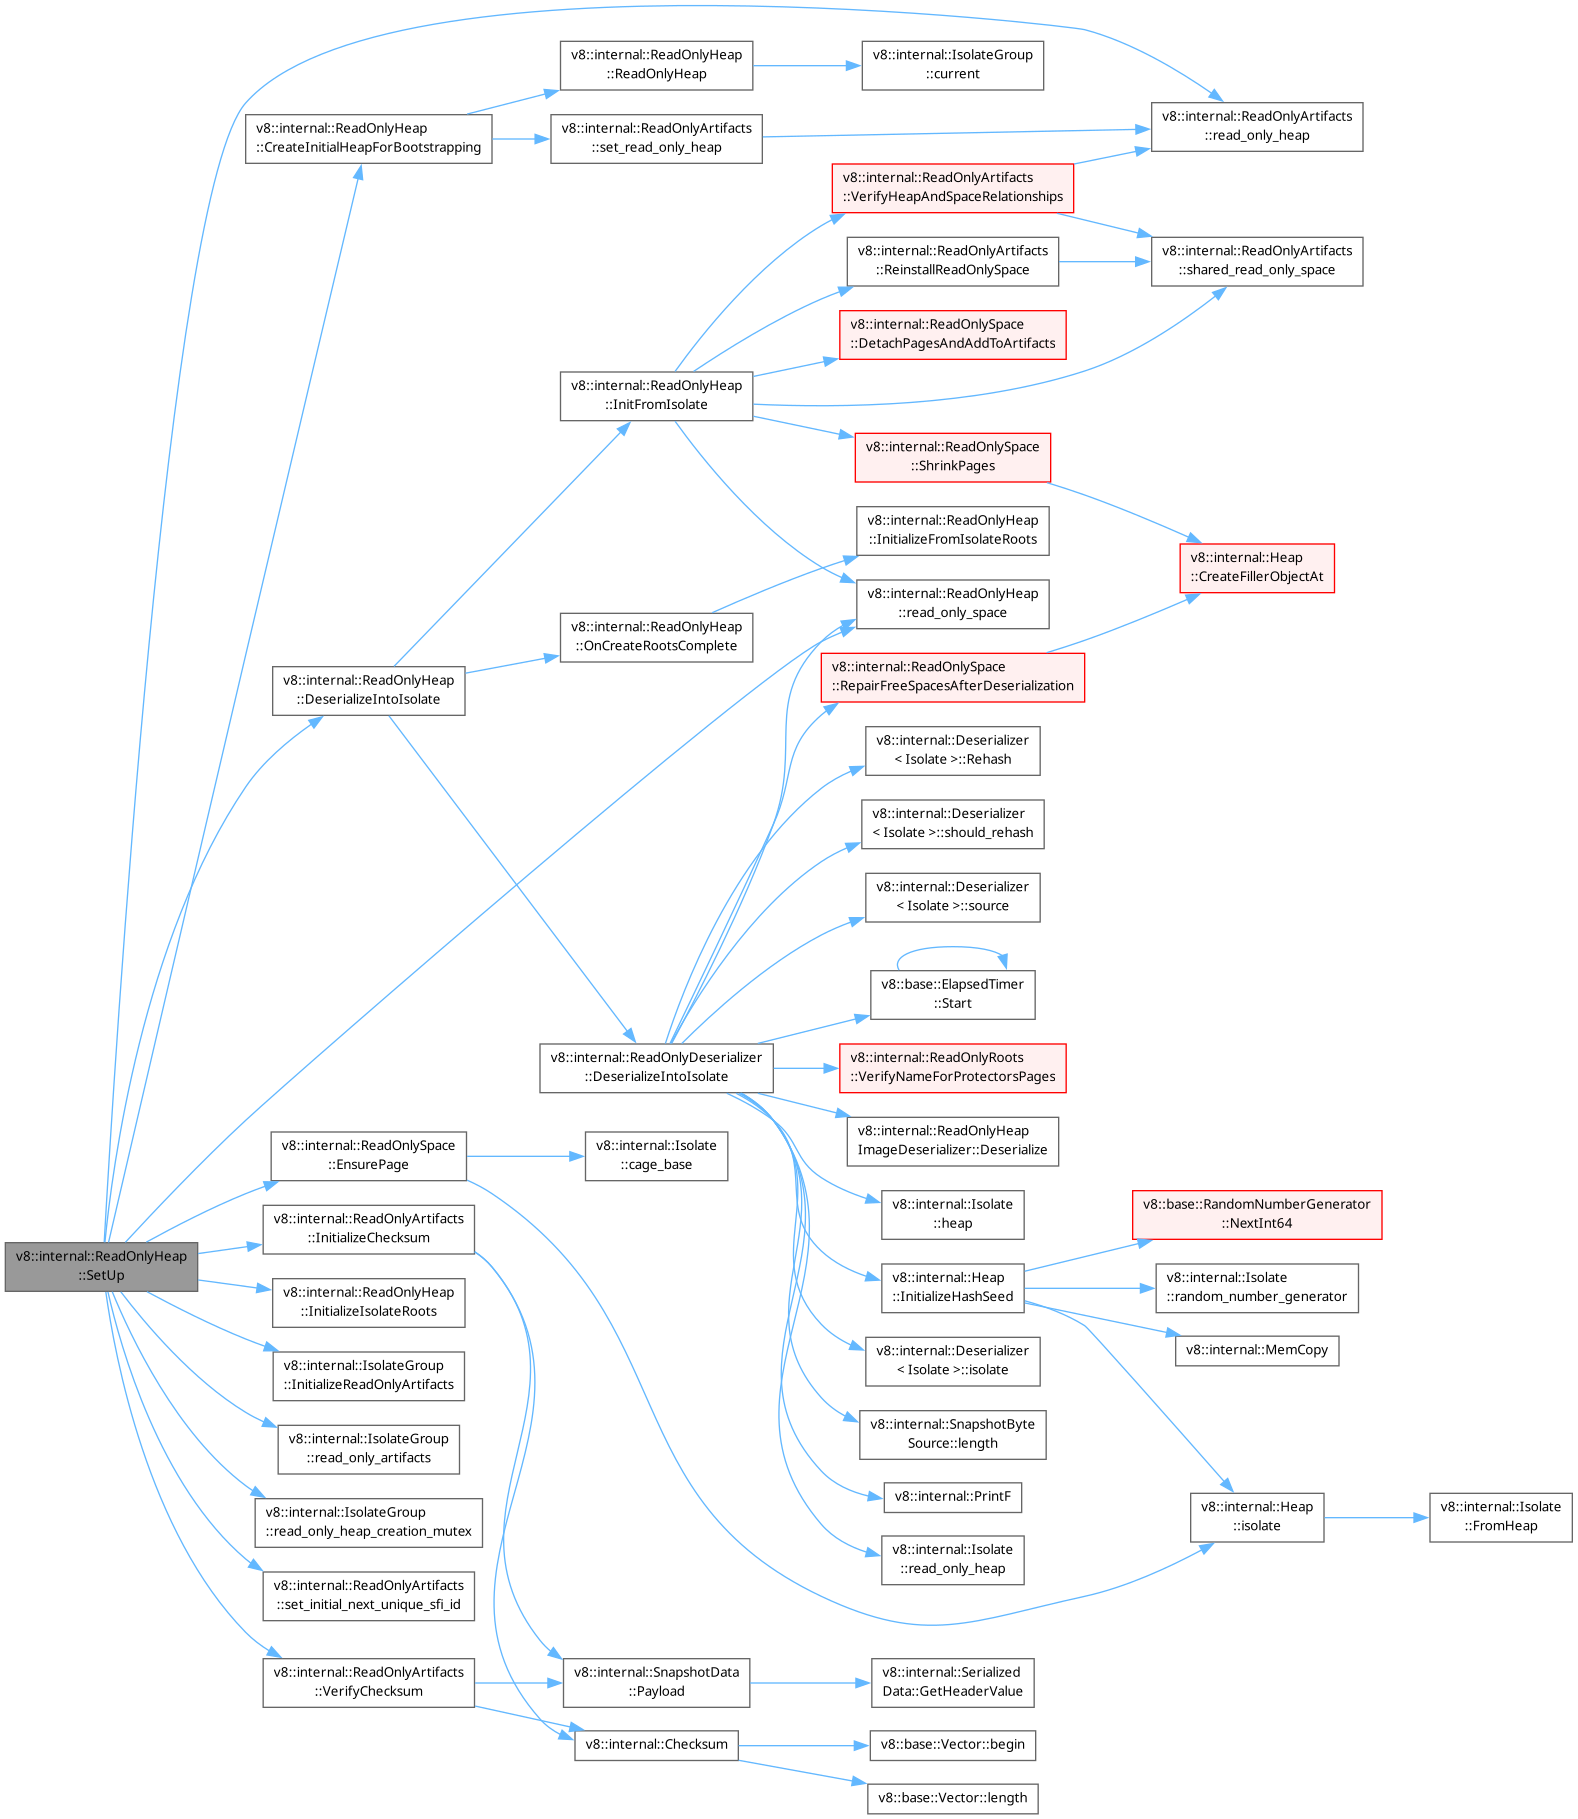 v8::internal::ReadOnlyHeap
::SetUp
v8::internal::ReadOnlyHeap
::CreateInitialHeapForBootstrapping
v8::internal::ReadOnlyHeap
::ReadOnlyHeap
v8::internal::IsolateGroup
::current
v8::internal::ReadOnlyArtifacts
::set_read_only_heap
v8::internal::ReadOnlyArtifacts
::read_only_heap
v8::internal::ReadOnlyArtifacts
::VerifyHeapAndSpaceRelationships
v8::internal::ReadOnlyArtifacts
::ReinstallReadOnlySpace
v8::internal::ReadOnlyArtifacts
::shared_read_only_space
v8::internal::ReadOnlySpace
::DetachPagesAndAddToArtifacts
v8::internal::ReadOnlyHeap
::InitFromIsolate
v8::internal::ReadOnlySpace
::ShrinkPages
v8::internal::ReadOnlyHeap
::InitializeFromIsolateRoots
v8::internal::Heap
::CreateFillerObjectAt
v8::internal::ReadOnlyHeap
::read_only_space
v8::internal::ReadOnlyHeap
::OnCreateRootsComplete
v8::internal::ReadOnlySpace
::RepairFreeSpacesAfterDeserialization
v8::internal::ReadOnlyHeap
::DeserializeIntoIsolate
v8::internal::Deserializer
< Isolate >::Rehash
v8::internal::Deserializer
< Isolate >::should_rehash
v8::internal::Deserializer
< Isolate >::source
v8::base::ElapsedTimer
::Start
v8::internal::ReadOnlyDeserializer
::DeserializeIntoIsolate
v8::internal::ReadOnlyRoots
::VerifyNameForProtectorsPages
v8::internal::ReadOnlyHeap
ImageDeserializer::Deserialize
v8::internal::ReadOnlySpace
::EnsurePage
v8::internal::Isolate
::cage_base
v8::internal::Isolate
::heap
v8::base::RandomNumberGenerator
::NextInt64
v8::internal::ReadOnlyArtifacts
::InitializeChecksum
v8::internal::Heap
::InitializeHashSeed
v8::internal::Isolate
::random_number_generator
v8::internal::ReadOnlyHeap
::InitializeIsolateRoots
v8::internal::MemCopy
v8::internal::Deserializer
< Isolate >::isolate
v8::internal::IsolateGroup
::InitializeReadOnlyArtifacts
v8::internal::SnapshotByte
Source::length
v8::internal::IsolateGroup
::read_only_artifacts
v8::internal::PrintF
v8::internal::IsolateGroup
::read_only_heap_creation_mutex
v8::internal::Heap
::isolate
v8::internal::Isolate
::FromHeap
v8::internal::Isolate
::read_only_heap
v8::internal::ReadOnlyArtifacts
::set_initial_next_unique_sfi_id
v8::internal::ReadOnlyArtifacts
::VerifyChecksum
v8::internal::SnapshotData
::Payload
v8::internal::Serialized
Data::GetHeaderValue
v8::internal::Checksum
v8::base::Vector::begin
v8::base::Vector::length